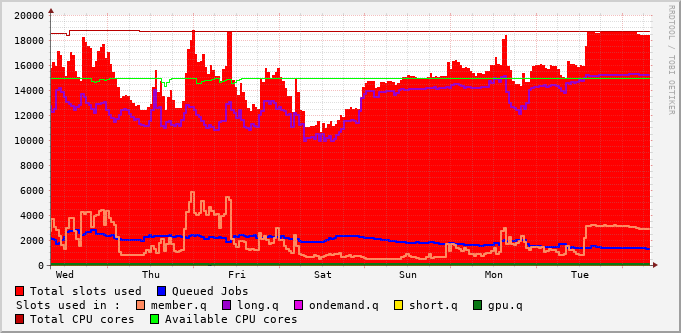 RRDTOOL / TOBI OETIKER
20000
18000
16000
14000
12000
10000
8000
6000
4000
2000
0
Wed Thu Fri Sat Sun Mon Tue
Total slots used Queued Jobs
Slots used in : member.q long.q ondemand.q short.q gpu.q
Total CPU cores Available CPU cores